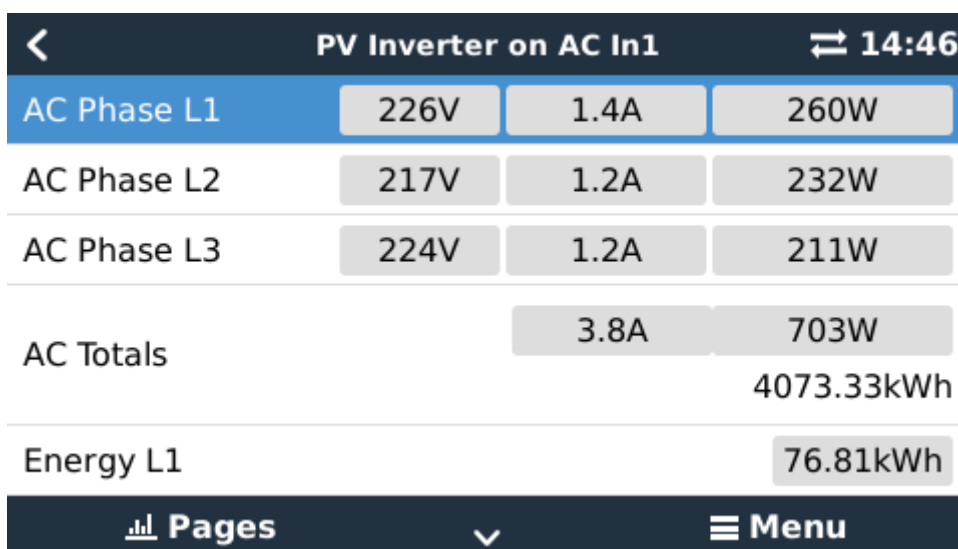 PV Inverter on AC In1 14:46
AC Phase L1 226V 1.4A 260W
AC Phase L2 217V 1.2A 232W
AC Phase L3 224V 1.2A 211W
AC Totals 3.8A 703W
4073.33kWh
Energy L1 76.81kWh
Pages Menu